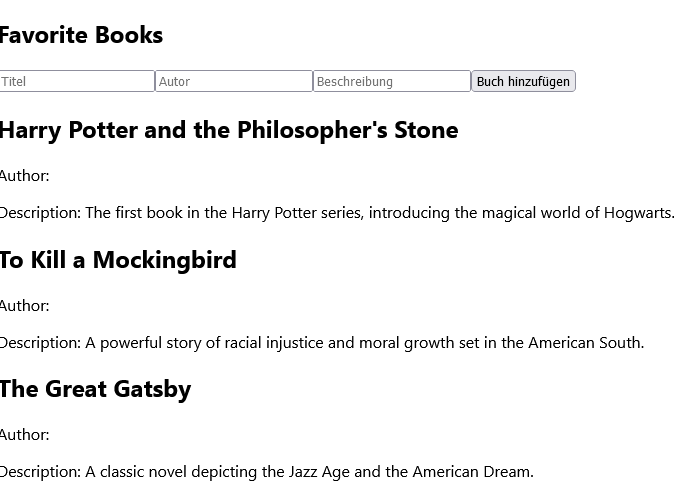 Favorite Books
Titel Autor Beschreibung Buch hinzufügen
Harry Potter and the Philosopher's Stone
Author:
Description: The first book in the Harry Potter series, introducing the magical world of Hogwarts.
To Kill a Mockingbird
Author:
Description: A powerful story of racial injustice and moral growth set in the American South.
The Great Gatsby
Author:
Description: A classic novel depicting the Jazz Age and the American Dream.